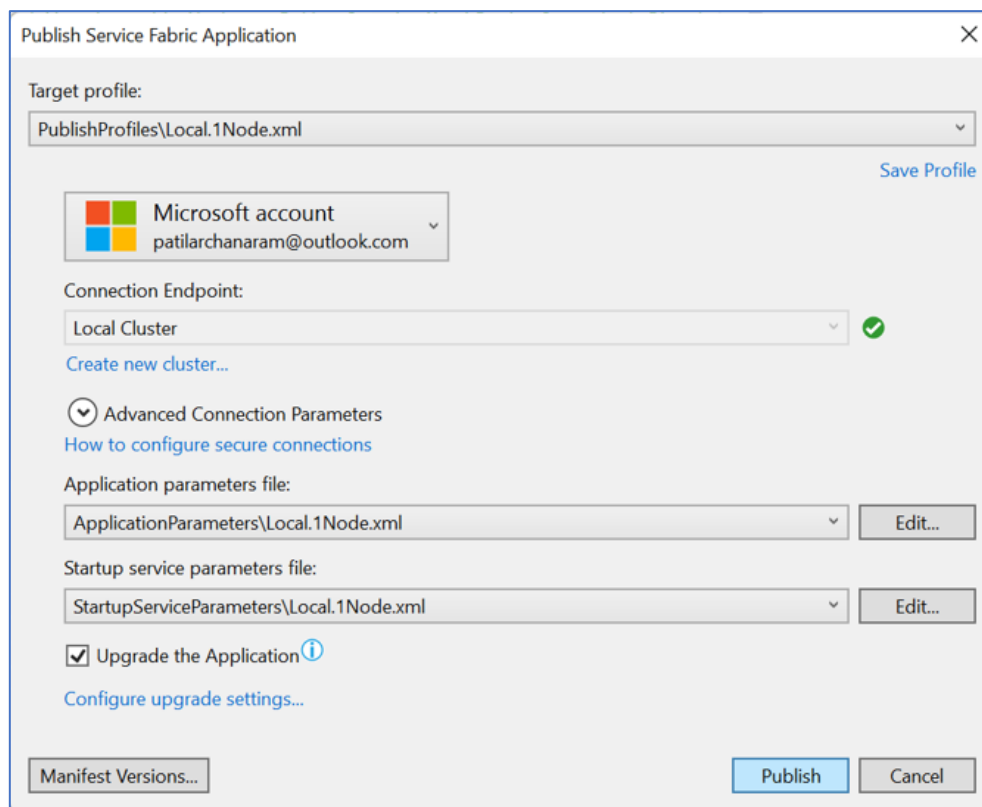 Publish Service Fabric Application
Target profile:
PublishProfiles\Local.1Node.xml
Save Profile
Microsoft account
patilarchanaram@outlook.com
Connection Endpoint:
Local Cluster
Create new cluster...
Advanced Connection Parameters
How to configure secure connections
Application parameters file:
ApplicationParameters\Local.1Node.xml
Edit...
Startup service parameters file:
StartupServiceParameters\Local.1Node.xml
Edit...
Upgrade the Application
Configure upgrade settings...
Manifest Versions...
Publish
Cancel